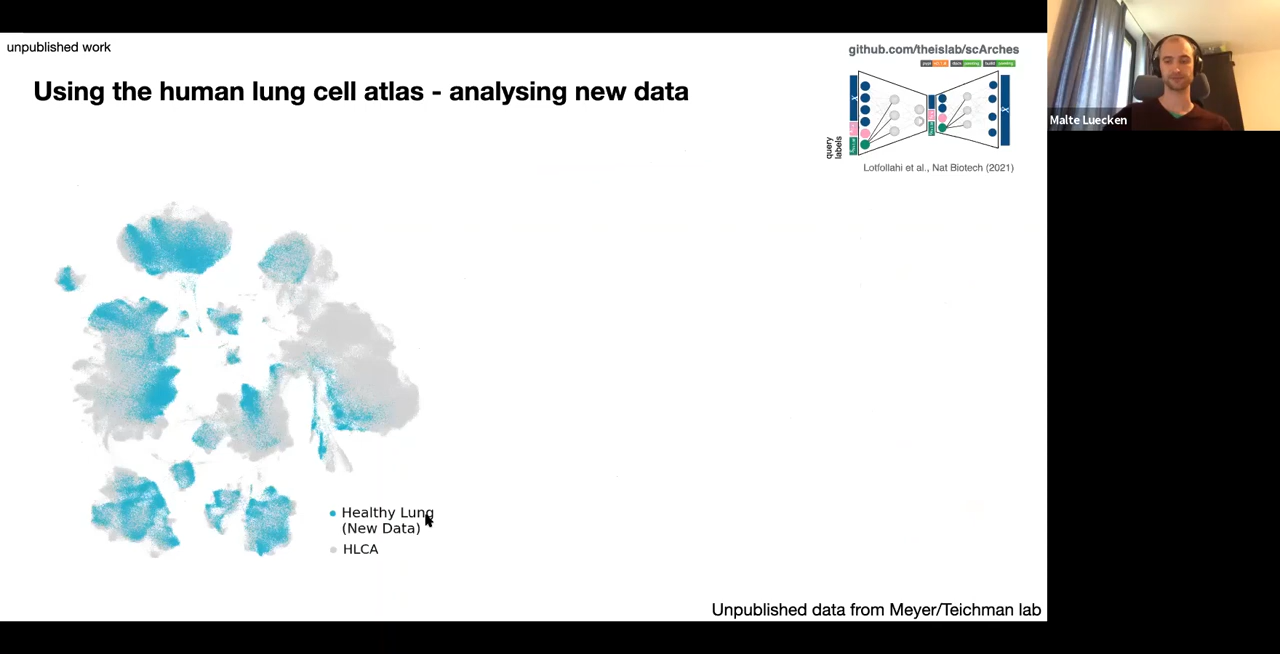 unpublished work
github.com/theislab/scArches
Using the human lung cell atlas - analysing new data
Malte Luecken
query
labels
Lotfollahi et al., Nat Biotech (2021)
Healthy Lung
(New Data)
HLCA
Unpublished data from Meyer/Teichman lab